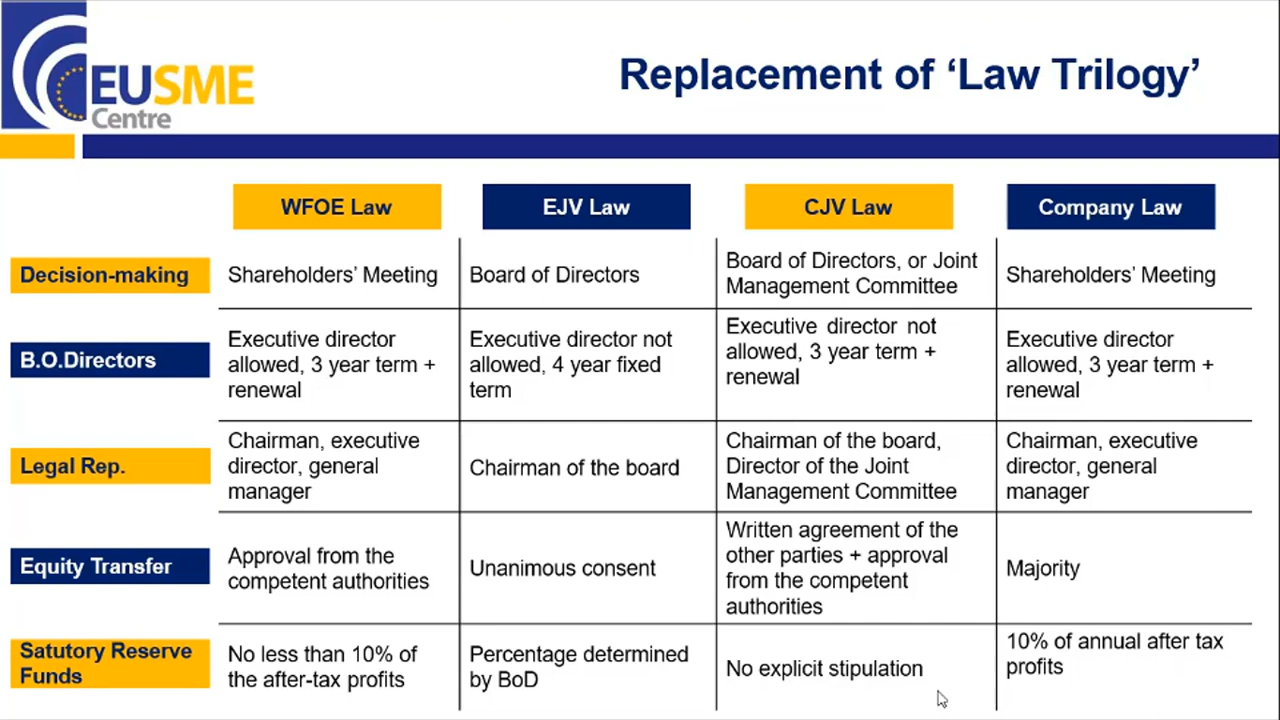 EUSME
Centre
Replacement of ‘Law Trilogy’
WFOE Law
EJV Law
CJV Law
Company Law
Decision-making
Shareholders’ Meeting
Board of Directors
Board of Directors, or Joint
Management Committee
Shareholders’ Meeting
B.O.Directors
Executive director
allowed, 3 year term +
renewal
Executive director not
allowed, 4 year fixed
term
Executive director not
allowed, 3 year term +
renewal
Executive director
allowed, 3 year term +
renewal
Legal Rep.
Chairman, executive
director, general
manager
Chairman of the board
Chairman of the board,
Director of the Joint
Management Committee
Chairman, executive
director, general
manager
Equity Transfer
Approval from the
competent authorities
Unanimous consent
Written agreement of the
other parties + approval
from the competent
authorities
Majority
Satutory Reserve
Funds
No less than 10% of
the after-tax profits
Percentage determined
by BoD
No explicit stipulation
10% of annual after tax
profits